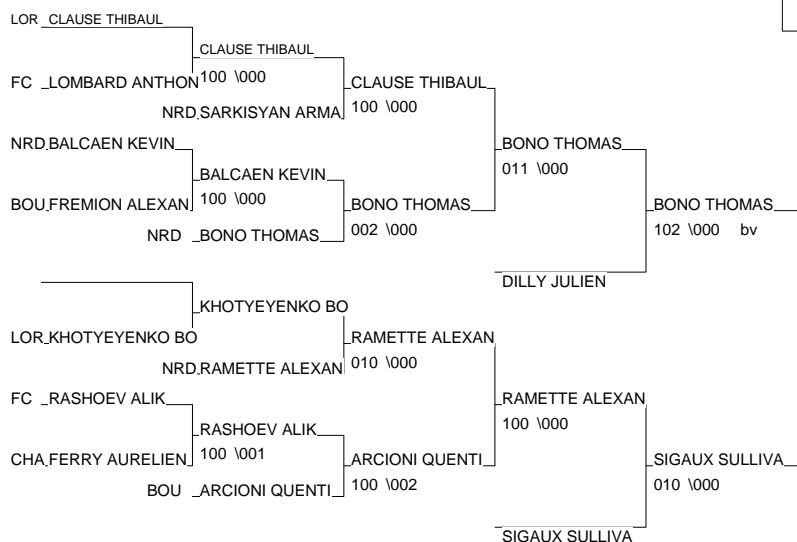 LOR CLAUSE THIBAUL
CLAUSE THIBAUL
FC LOMBARD ANTHON 100 \000 CLAUSE THIBAUL
NRD SARKISYAN ARMA 100 \000
NRD BALCAEN KEVIN BONO THOMAS
BALCAEN KEVIN 011 \000
BOU FREMION ALEXAN 100 \000 BONO THOMAS BONO THOMAS
NRD BONO THOMAS 002 \000 102 \000 bv
DILLY JULIEN
KHOTYEYENKO BO
LOR KHOTYEYENKO BO RAMETTE ALEXAN
NRD RAMETTE ALEXAN 010 \000
FC RASHOEV ALIK RAMETTE ALEXAN
RASHOEV ALIK 100 \000
CHA FERRY AURELIEN 100 \001 ARCIONI QUENTI SIGAUX SULLIVA
BOU ARCIONI QUENTI 100 \002 010 \000
SIGAUX SULLIVA